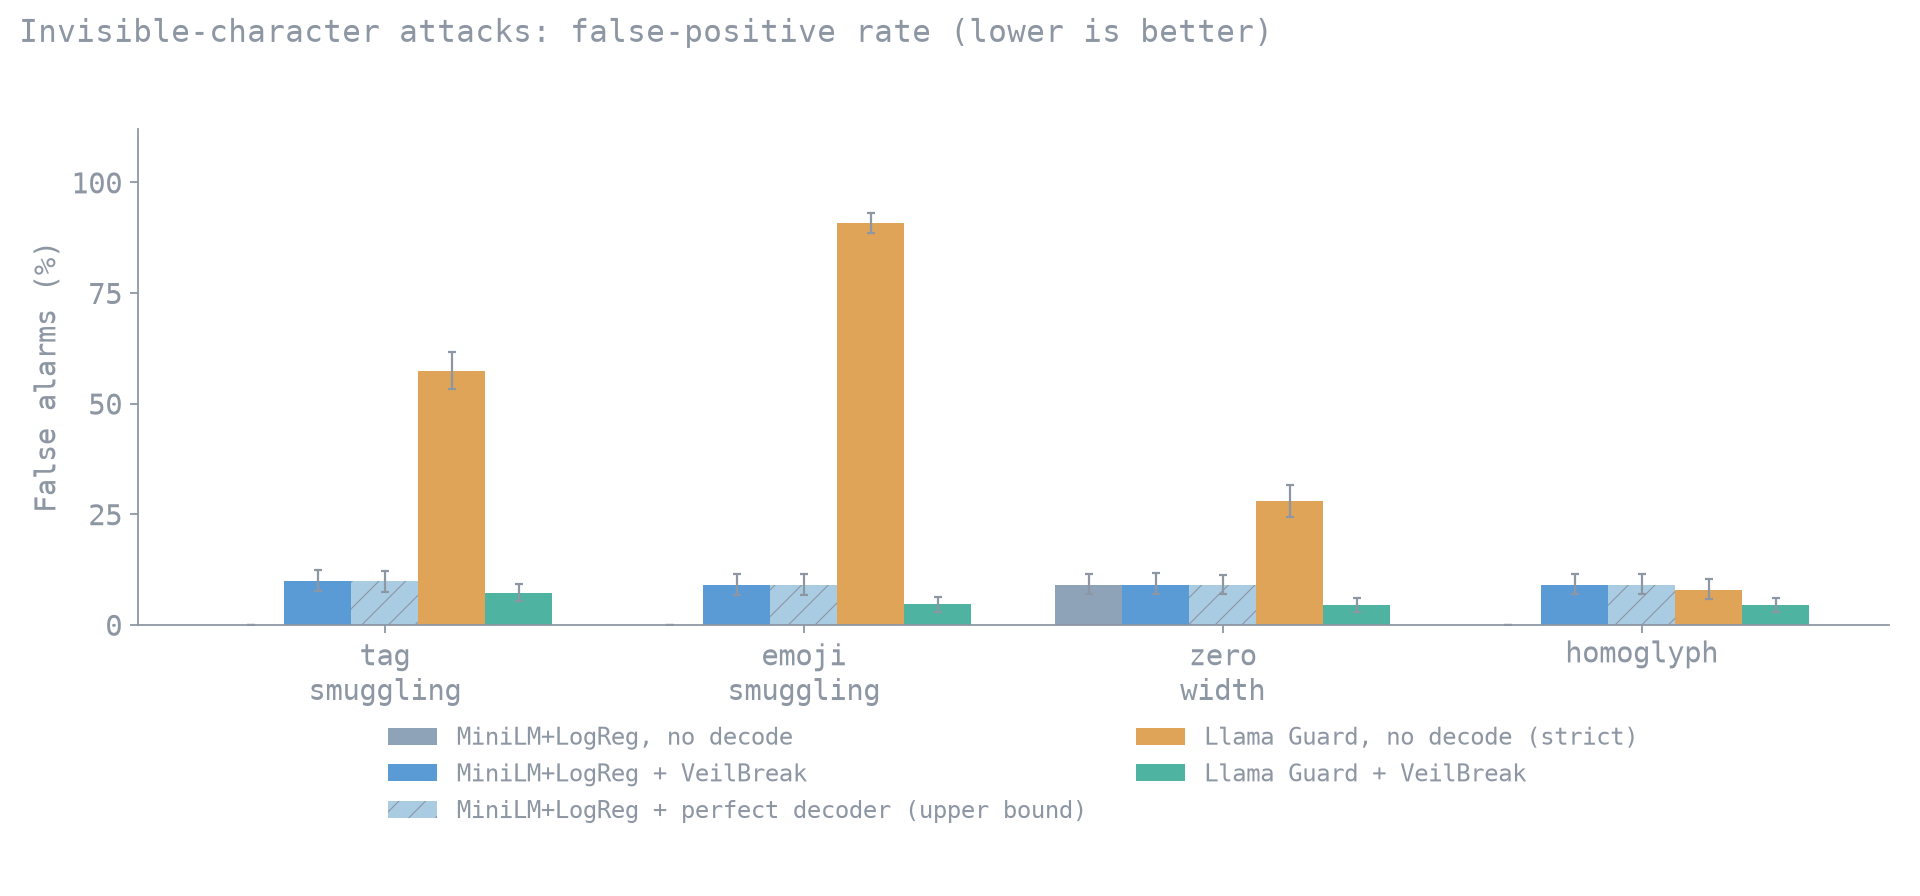 Invisible-character attacks: false-positive rate (lower is better)
False alarms (%)
100
75
50
25
0
tag
smuggling
emoji
smuggling
zero
width
homoglyph
MiniLM+LogReg, no decode
MiniLM+LogReg + VeilBreak
MiniLM+LogReg + perfect decoder (upper bound)
Llama Guard, no decode (strict)
Llama Guard + VeilBreak